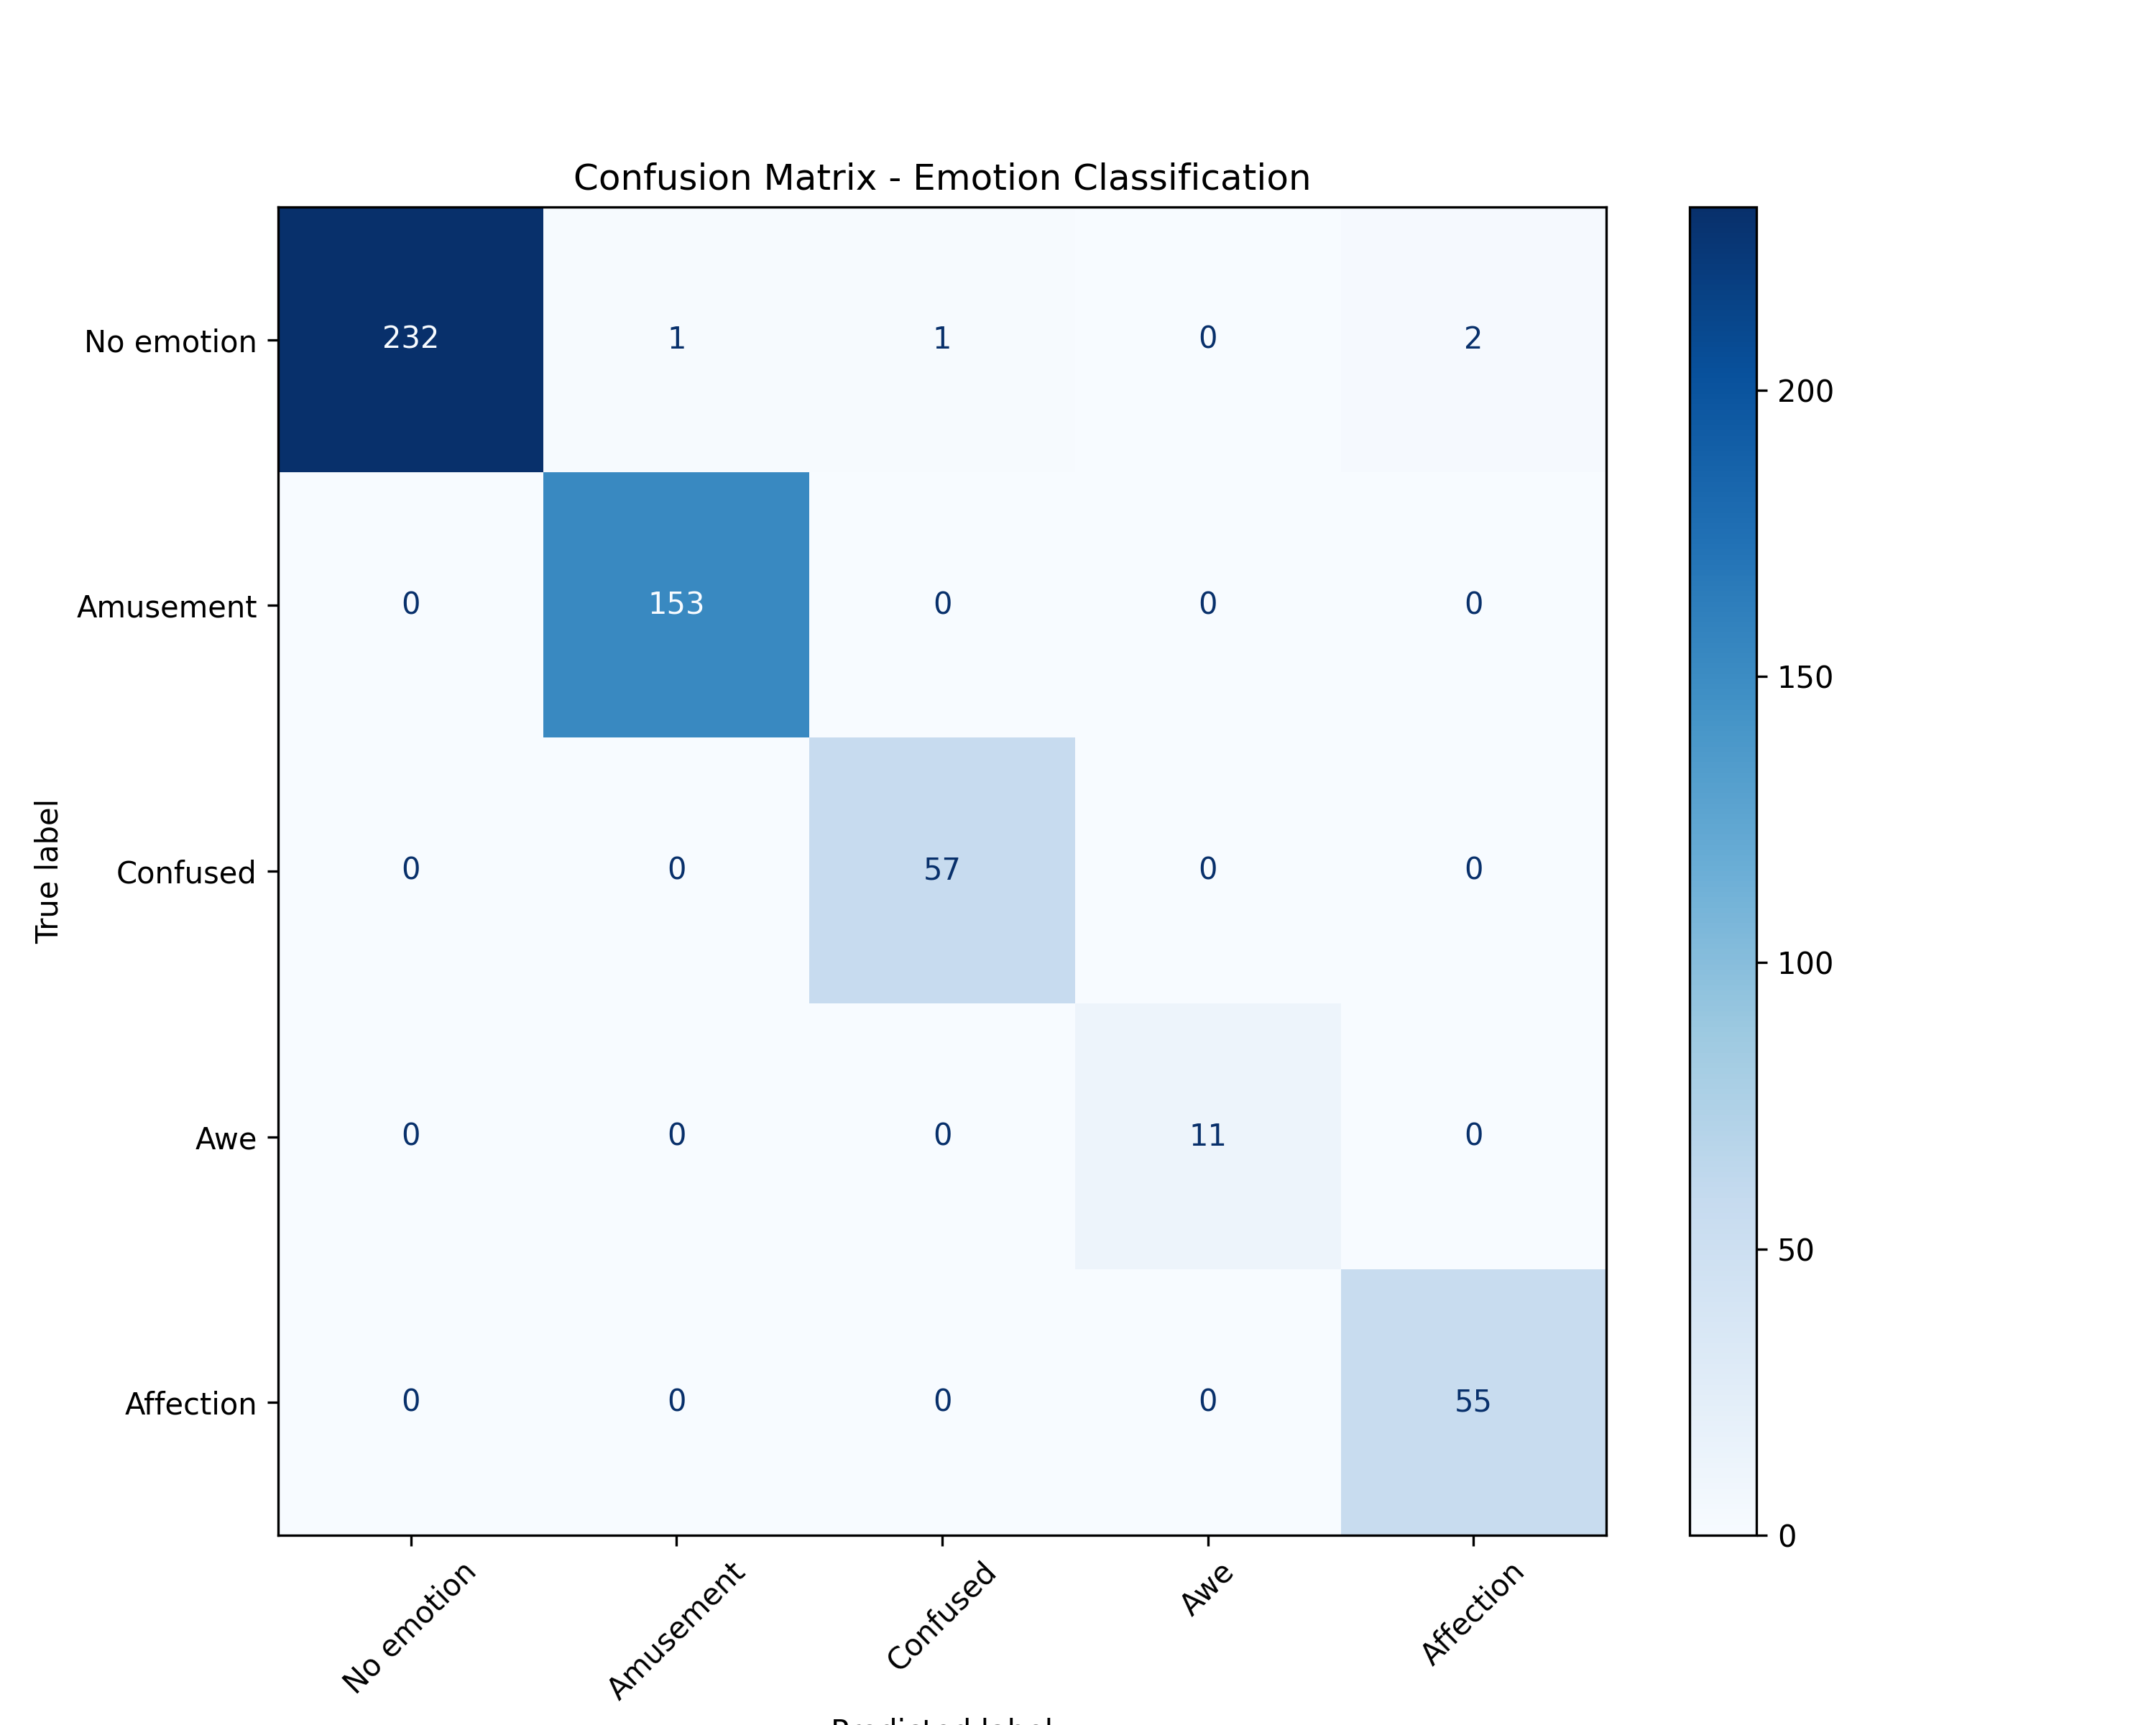 Confusion Matrix - Emotion Classification
No emotion 232 1 1 0 2
Amusement 0 153 0 0 0
Confused 0 0 57 0 0
Awe 0 0 0 11 0
Affection 0 0 0 0 55
True label
No emotion Amusement Confused Awe Affection
Predicted label
200
150
100
50
0